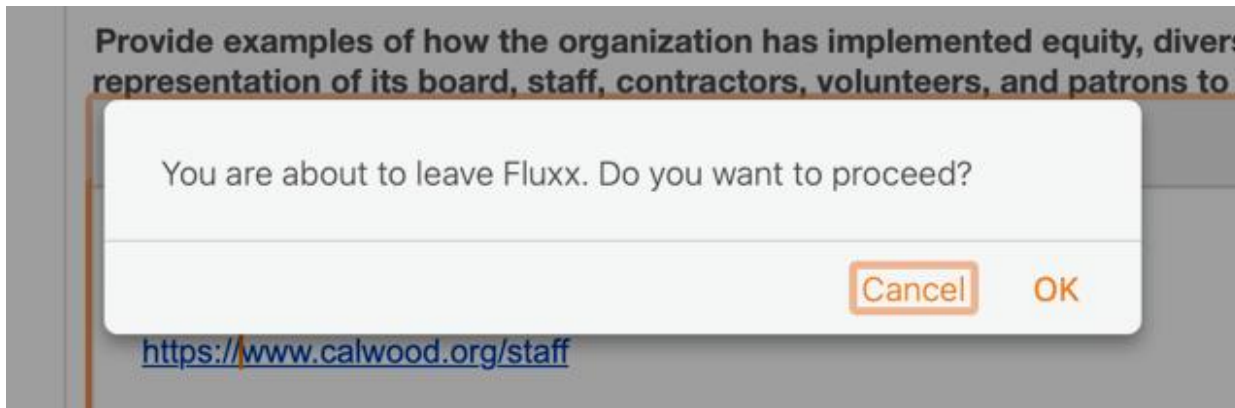 Provide examples of how the organization has implemented equity, divers
representation of its board, staff, contractors, volunteers, and patrons to
You are about to leave Fluxx. Do you want to proceed?
Cancel OK
https://www.calwood.org/staff